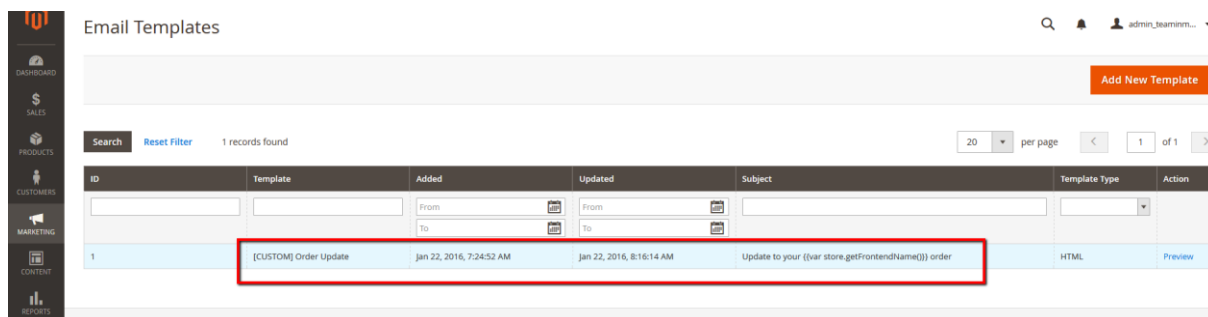 Email Templates
admin_teaminm...
DASHBOARD
Add New Template
$
SALES
Search Reset Filter 1 records found 20 per page < 1 of 1 >
PRODUCTS
ID Template Added Updated Subject Template Type Action
CUSTOMERS
From From
To To
MARKETING
1 [CUSTOM] Order Update Jan 22, 2016, 7:24:52 AM Jan 22, 2016, 8:16:14 AM Update to your {{var store.getFrontendName()}} order HTML Preview
CONTENT
REPORTS